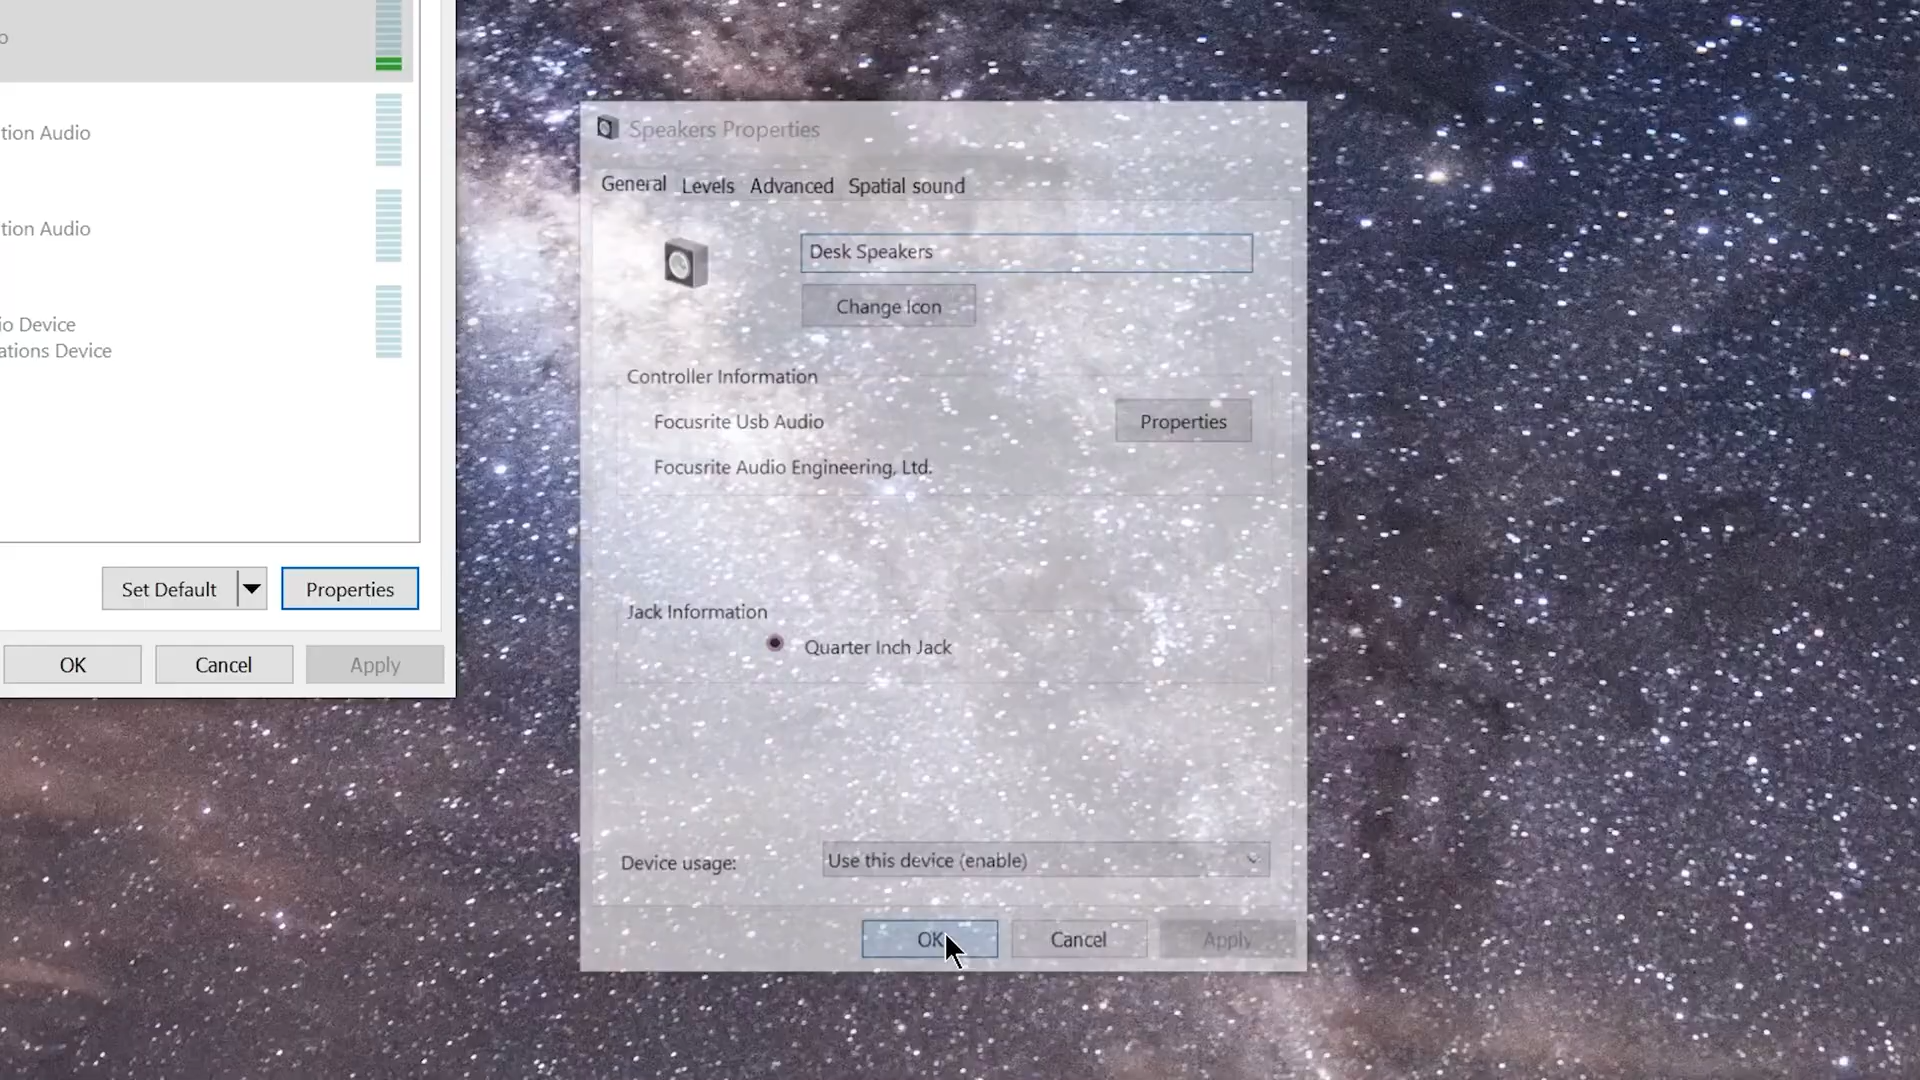 o
tion Audio
tion Audio
io Device
ations Device
Set Default
Properties
OK
Cancel
Apply
Speakers Properties
General Levels Advanced Spatial sound
Desk Speakers
Change Icon
Controller Information
Focusrite Usb Audio
Properties
Focusrite Audio Engineering, Ltd.
Jack Information
Quarter Inch Jack
Device usage:
Use this device (enable)
OK
Cancel
Apply